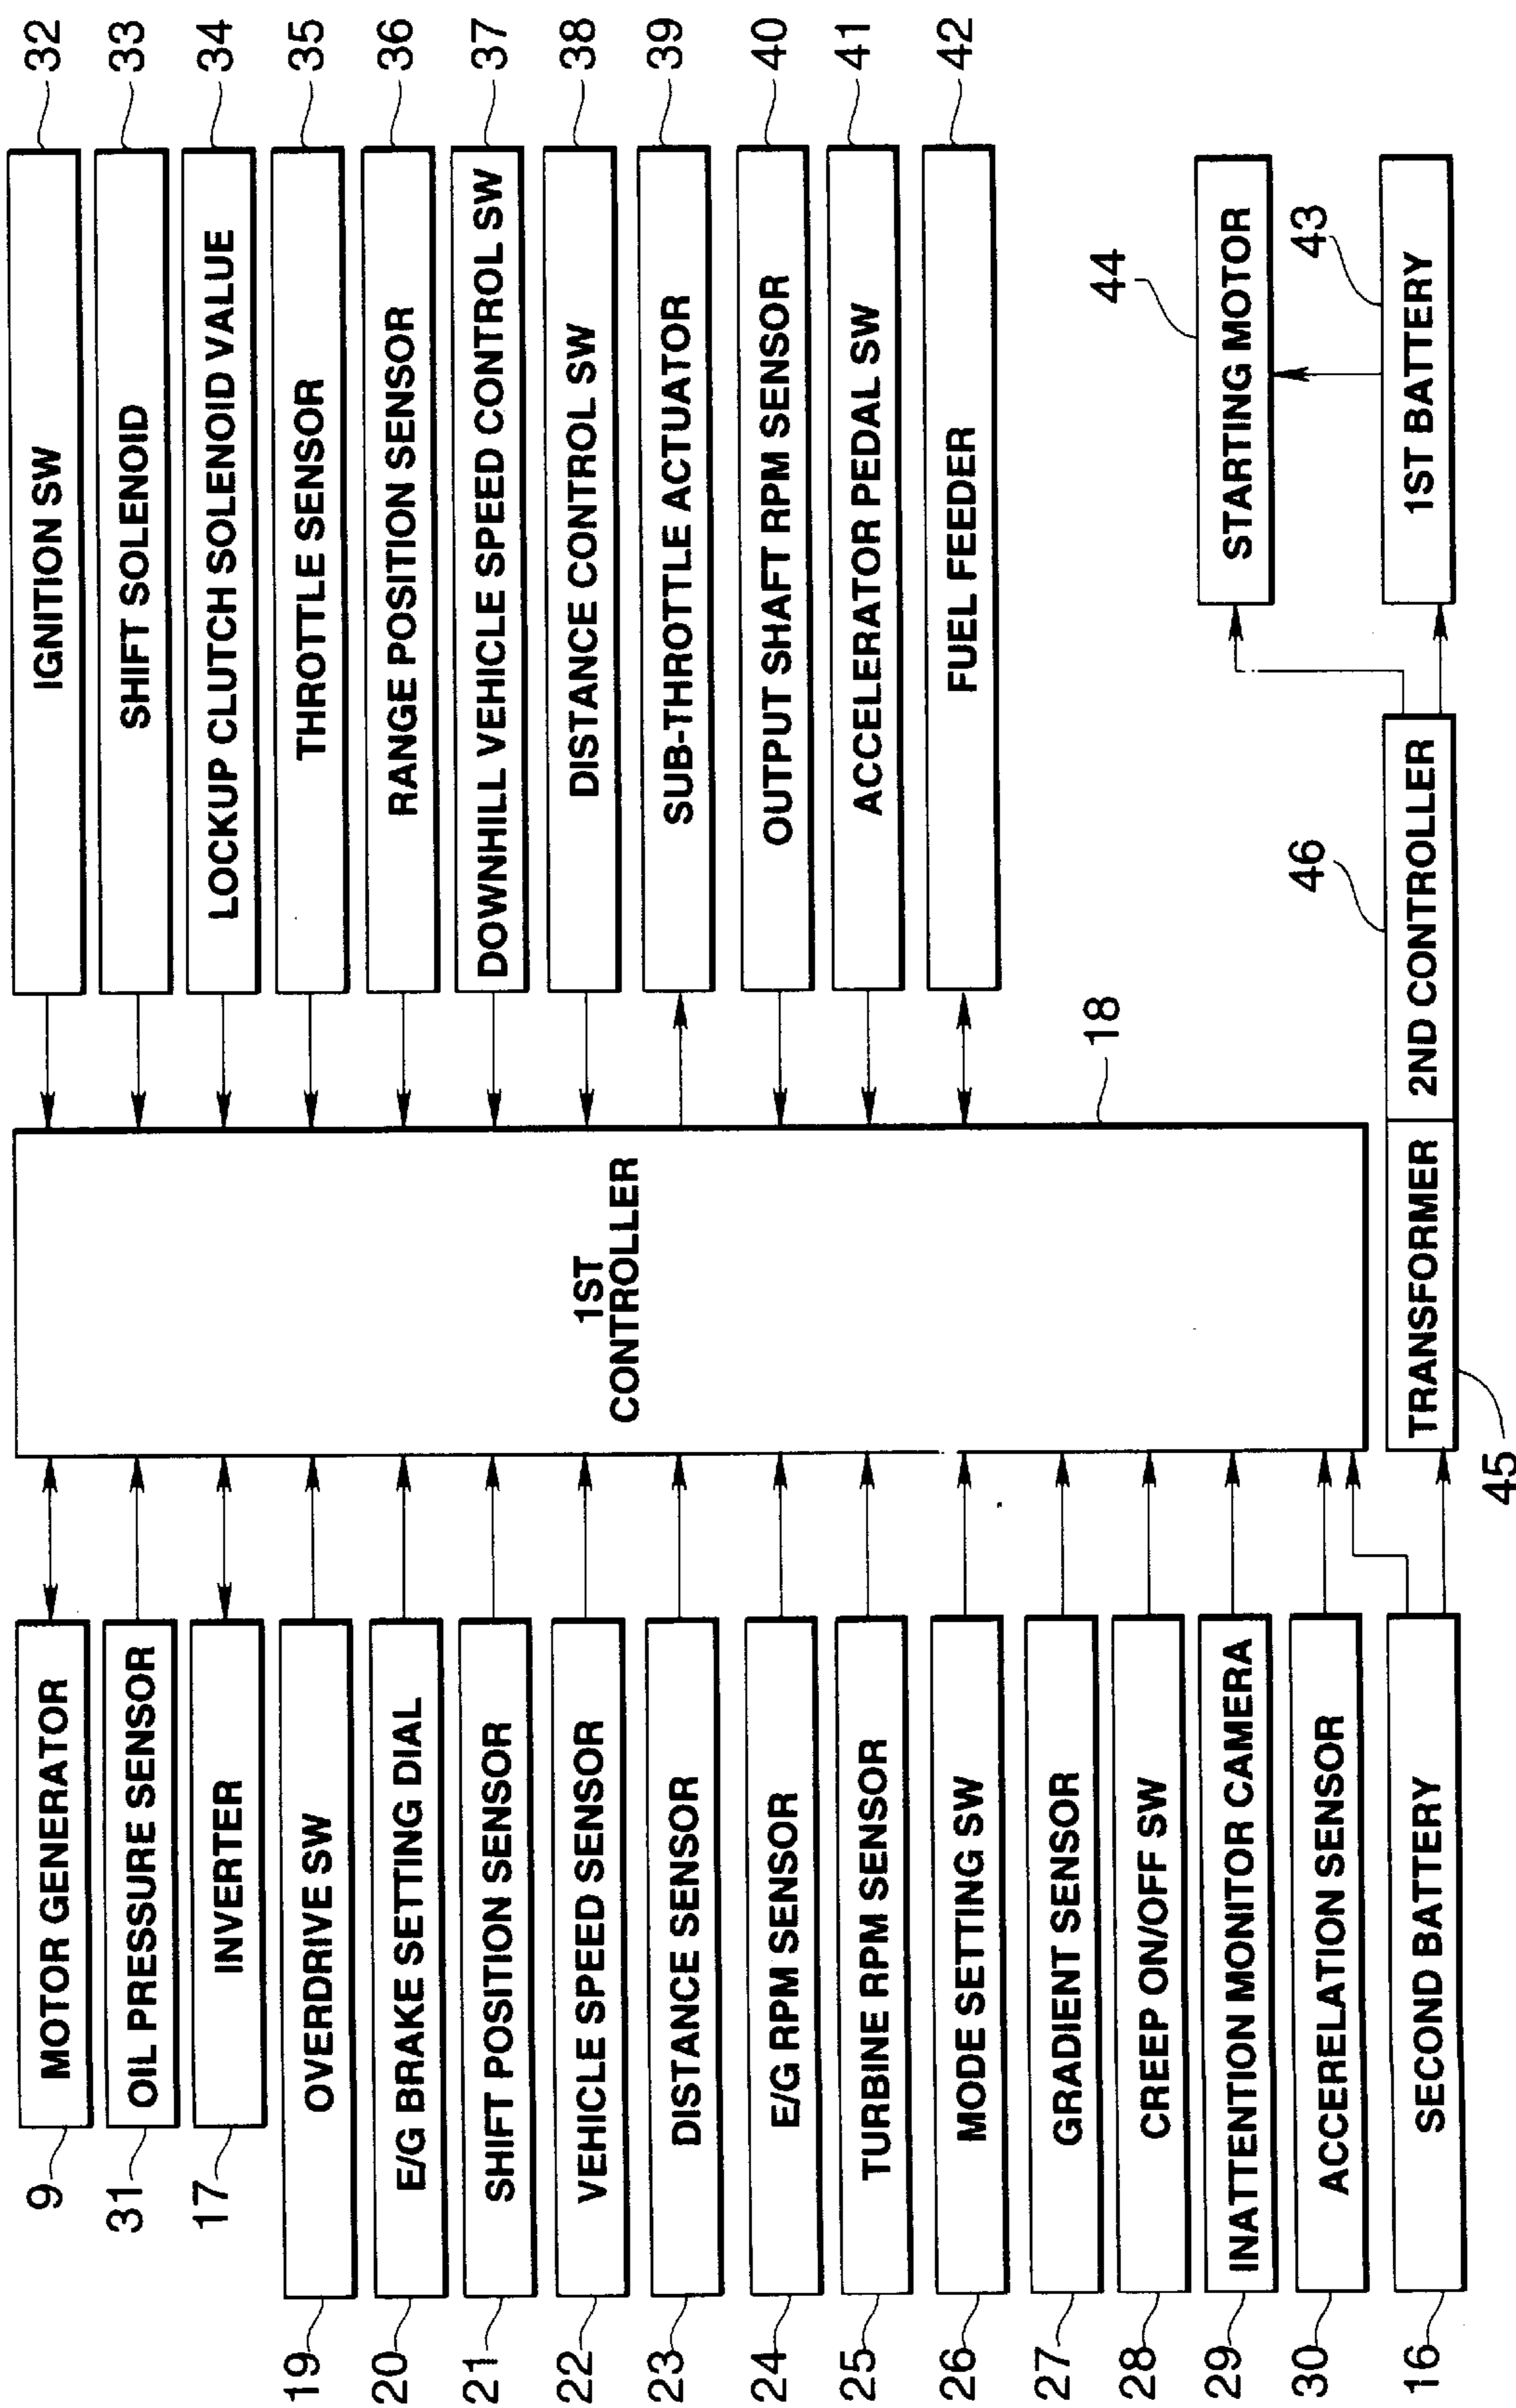 9
MOTOR GENERATOR
31
OIL PRESSURE SENSOR
17
INVERTER
19
OVERDRIVE SW
20
E/G BRAKE SETTING DIAL
21
SHIFT POSITION SENSOR
22
VEHICLE SPEED SENSOR
23
DISTANCE SENSOR
24
E/G RPM SENSOR
25
TURBINE RPM SENSOR
26
MODE SETTING SW
27
GRADIENT SENSOR
28
CREEP ON/OFF SW
29
INATTENTION MONITOR CAMERA
30
ACCERELATION SENSOR
16
SECOND BATTERY
1ST
CONTROLLER
18
IGNITION SW
32
SHIFT SOLENOID
33
LOCKUP CLUTCH SOLENOID VALUE
34
THROTTLE SENSOR
35
RANGE POSITION SENSOR
36
DOWNHILL VEHICLE SPEED CONTROL SW
37
DISTANCE CONTROL SW
38
SUB-THROTTLE ACTUATOR
39
OUTPUT SHAFT RPM SENSOR
40
ACCELERATOR PEDAL SW
41
FUEL FEEDER
42
44
STARTING MOTOR
43
1ST BATTERY
46
TRANSFORMER
2ND CONTROLLER
45